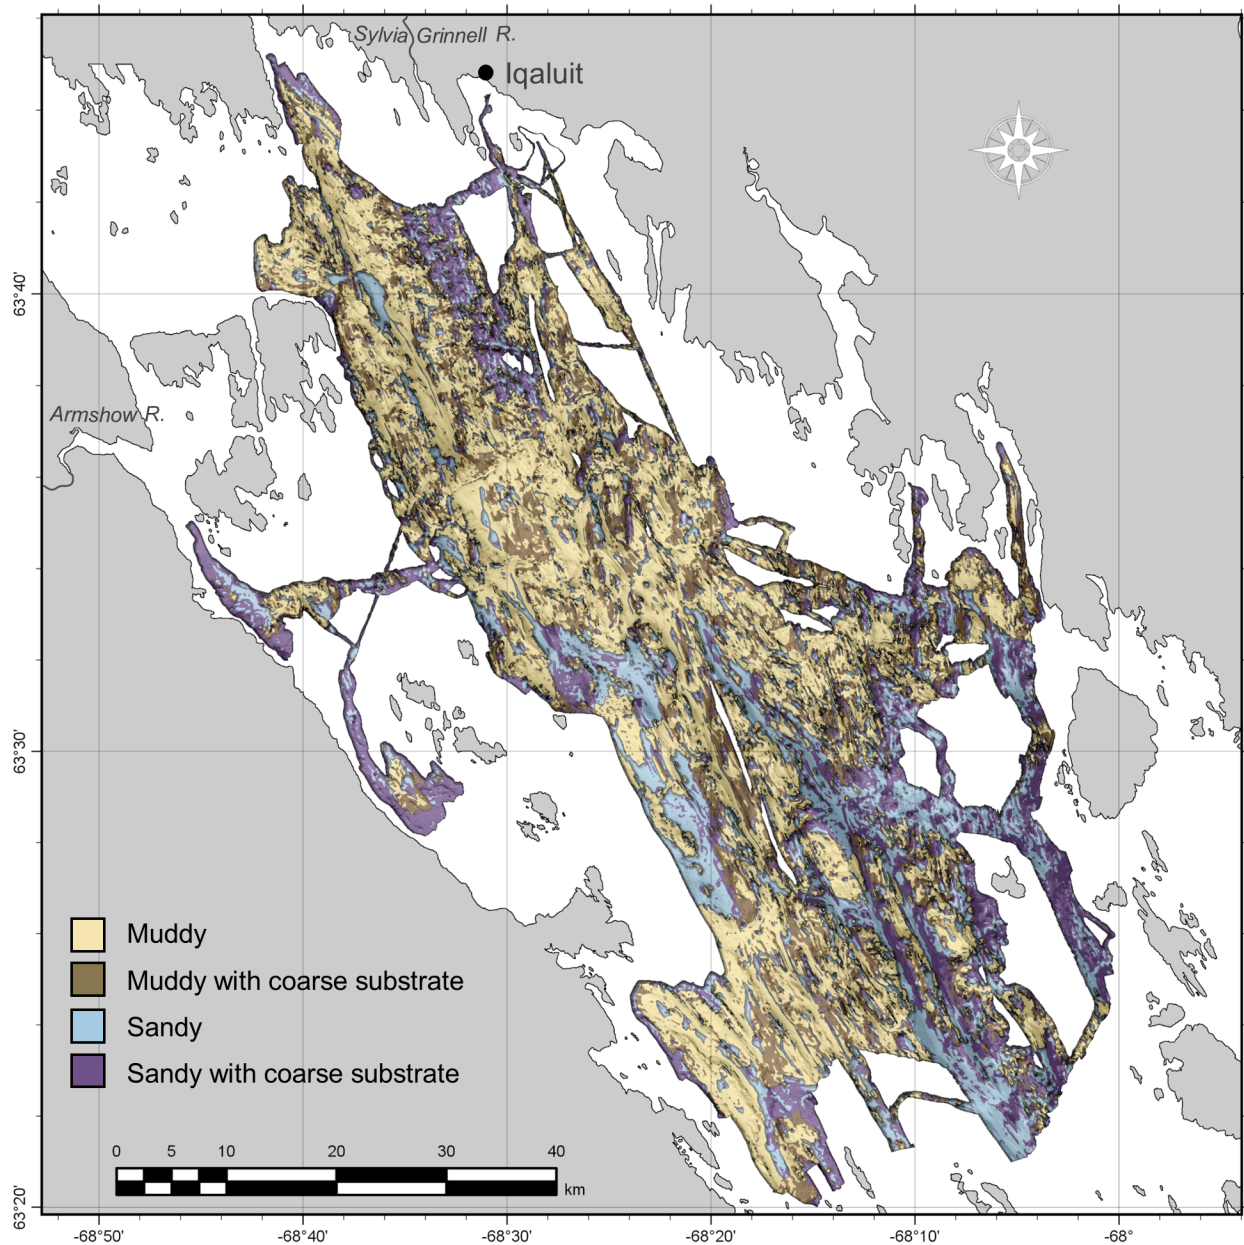 Sylvia Grinnell R.
Iqaluit
63°40'
Armshow R.
63°30'
Muddy
Muddy with coarse substrate
Sandy
Sandy with coarse substrate
0 5 10 20 30 40
km
63°20'
-68°50' -68°40' -68°30' -68°20' -68°10' -68°